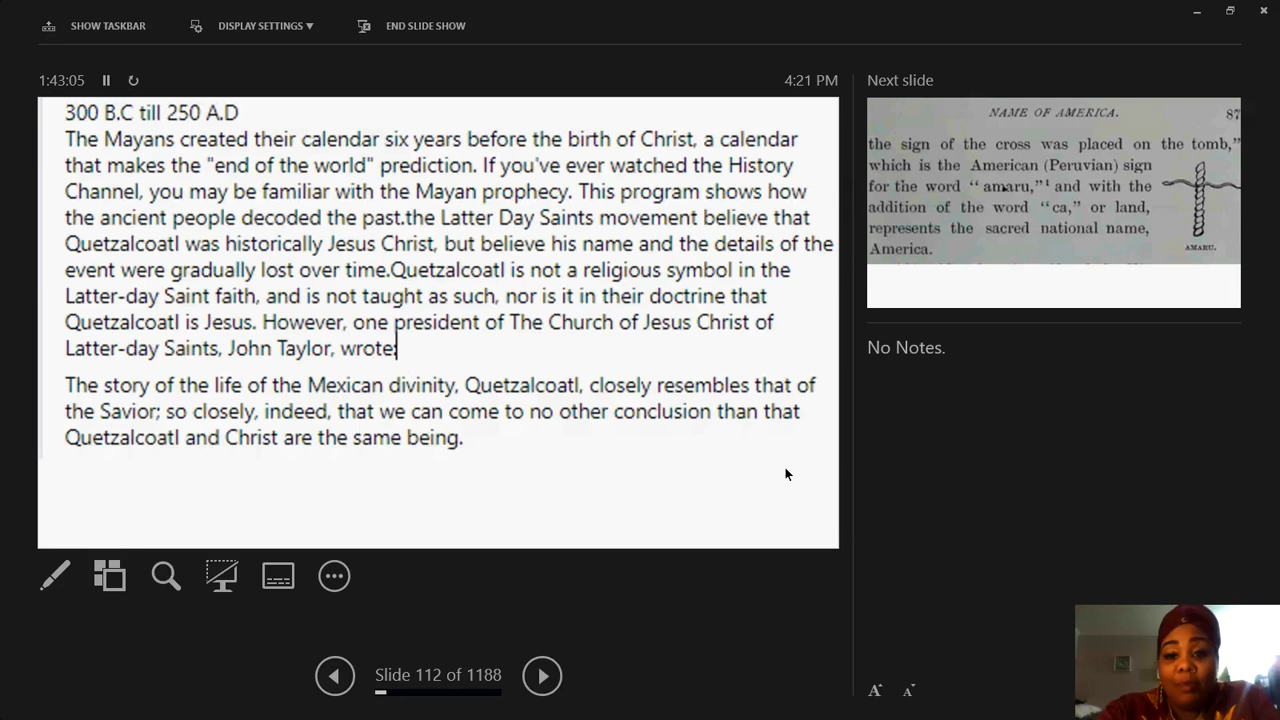 SHOW TASKBAR
DISPLAY SETTINGS ▼
END SLIDE SHOW
1:43:05
4:21 PM
300 B.C till 250 A.D
The Mayans created their calendar six years before the birth of Christ, a calendar
that makes the "end of the world" prediction. If you've ever watched the History
Channel, you may be familiar with the Mayan prophecy. This program shows how
the ancient people decoded the past.the Latter Day Saints movement believe that
Quetzalcoatl was historically Jesus Christ, but believe his name and the details of the
event were gradually lost over time.Quetzalcoatl is not a religious symbol in the
Latter-day Saint faith, and is not taught as such, nor is it in their doctrine that
Quetzalcoatl is Jesus. However, one president of The Church of Jesus Christ of
Latter-day Saints, John Taylor, wrote:
The story of the life of the Mexican divinity, Quetzalcoatl, closely resembles that of
the Savior; so closely, indeed, that we can come to no other conclusion than that
Quetzalcoatl and Christ are the same being.
Slide 112 of 1188
Next slide
NAME OF AMERICA. 87
the sign of the cross was placed on the tomb,"
which is the American (Peruvian) sign
for the word "amaru,"¹ and with the
addition of the word "ca," or land,
represents the sacred national name,
America.
AMARU.
No Notes.
A A